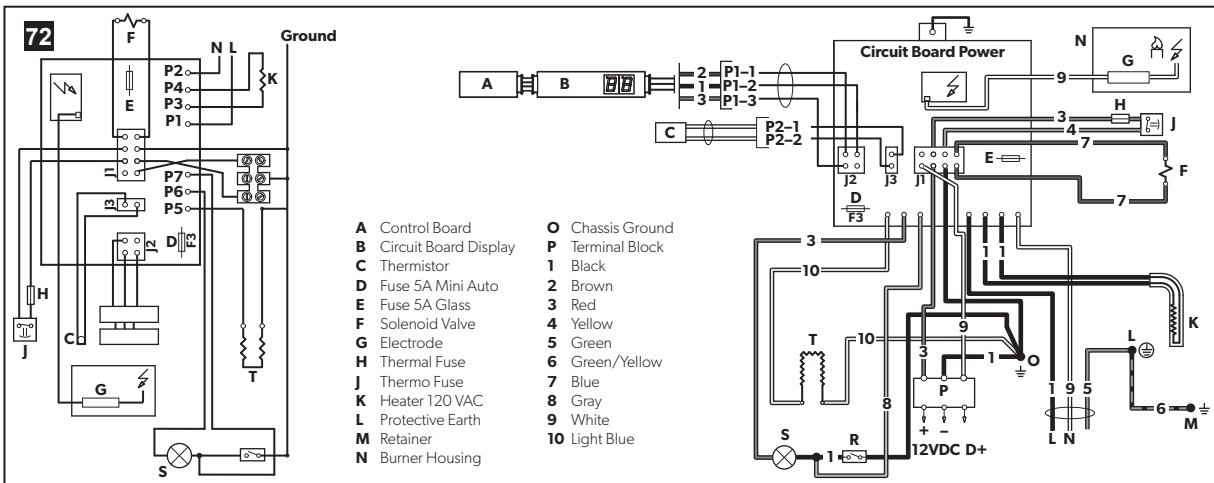 72
F
N L
Ground
P2
P4
K
P3
P1
E
J1
P7
P6
P5
J3
J2
D
F3
H
J
C
G
T
S
A Control Board
B Circuit Board Display
C Thermistor
D Fuse 5A Mini Auto
E Fuse 5A Glass
F Solenoid Valve
G Electrode
H Thermal Fuse
J Thermo Fuse
K Heater 120 VAC
L Protective Earth
M Retainer
N Burner Housing
O Chassis Ground
P Terminal Block
1 Black
2 Brown
3 Red
4 Yellow
5 Green
6 Green/Yellow
7 Blue
8 Gray
9 White
10 Light Blue
Circuit Board Power
N
G
9
A
B
2 P1–1
1 P1–2
3 P1–3
C
P2–1
P2–2
3
H
4
J
7
J2
J3
J1
E
F
D
F3
7
3
10
1
1
T
10
9
K
3
1
O
L
8
P
1
9
5
6
M
+ –
12VDC D+
L N
S
1
R